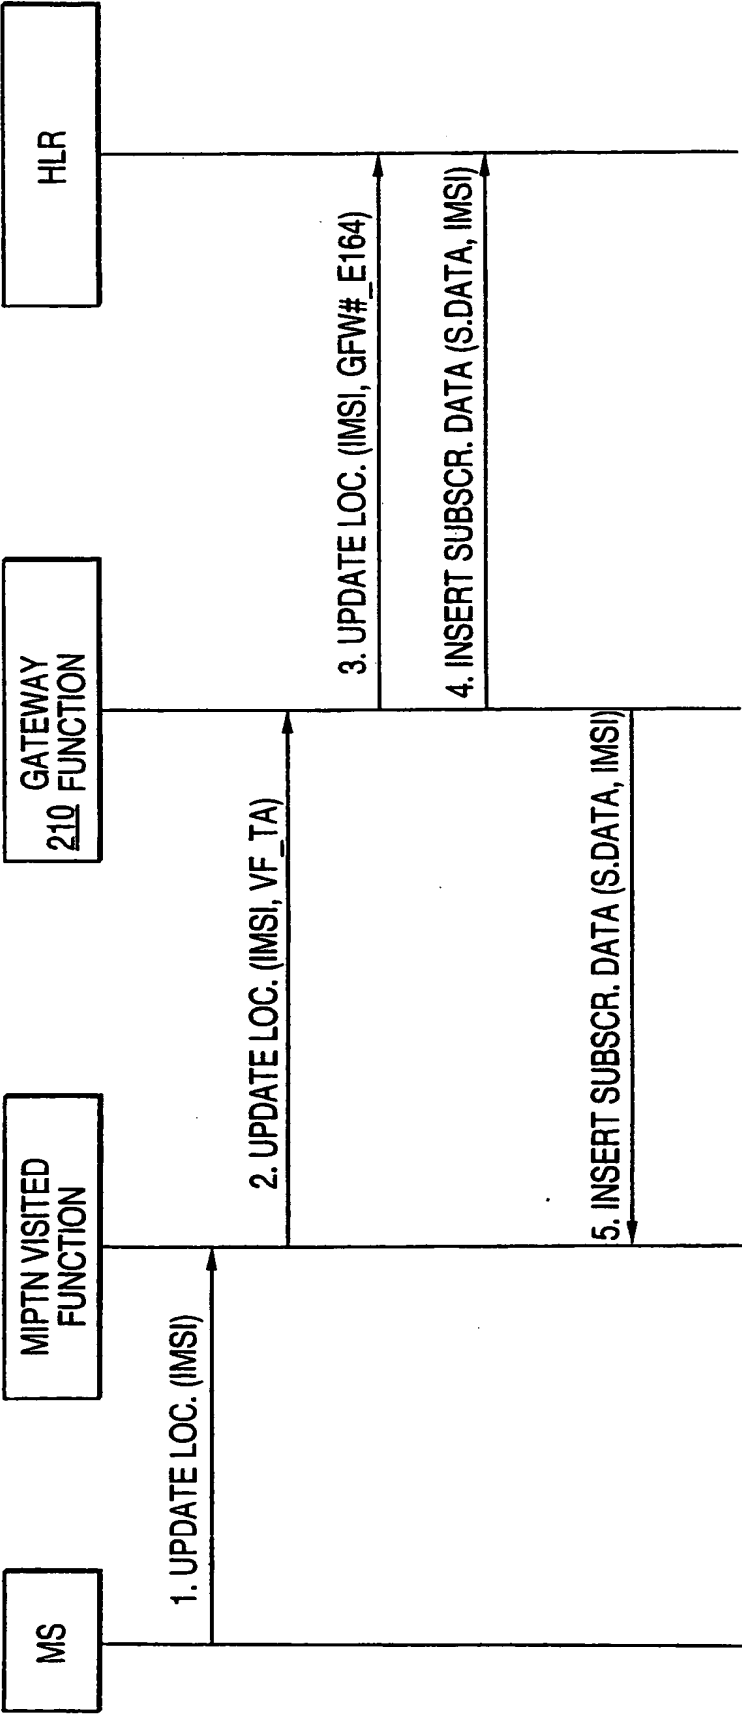 MS
MIPTN VISITED
FUNCTION
GATEWAY
210 FUNCTION
HLR
1. UPDATE LOC. (IMSI)
2. UPDATE LOC. (IMSI, VF_TA)
3. UPDATE LOC. (IMSI, GFW#_E164)
4. INSERT SUBSCR. DATA (S.DATA, IMSI)
5. INSERT SUBSCR. DATA (S.DATA, IMSI)